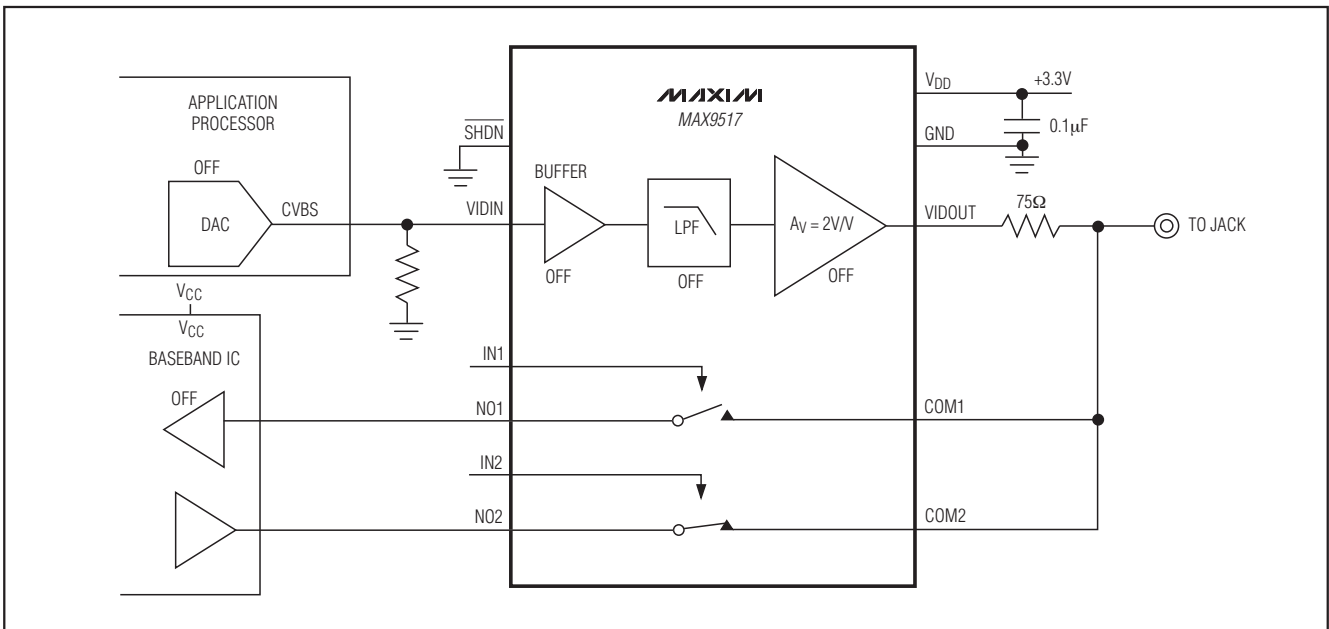 APPLICATION
PROCESSOR
OFF
DAC
CVBS
VCC
VCC
BASEBAND IC
OFF
MAXIM
MAX9517
SHDN
BUFFER
VIDIN
OFF
LPF
OFF
AV = 2V/V
OFF
IN1
NO1
IN2
NO2
VDD
+3.3V
0.1µF
GND
75Ω
VIDOUT
TO JACK
COM1
COM2